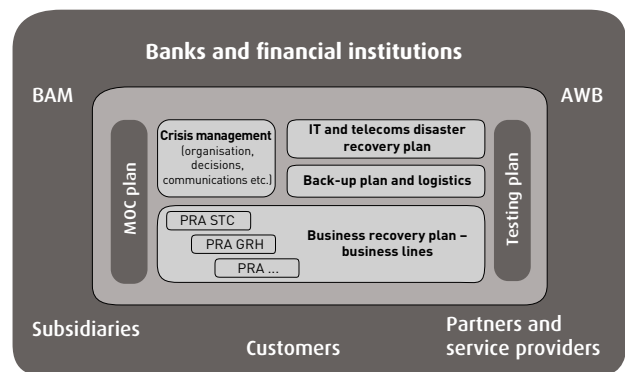 Banks and financial institutions
BAM
AWB
MOC plan
Crisis management
(organisation,
decisions,
communications etc.)
IT and telecoms disaster
recovery plan
Back-up plan and logistics
PRA STC
PRA GRH
PRA ...
Business recovery plan –
business lines
Testing plan
Subsidiaries
Customers
Partners and
service providers